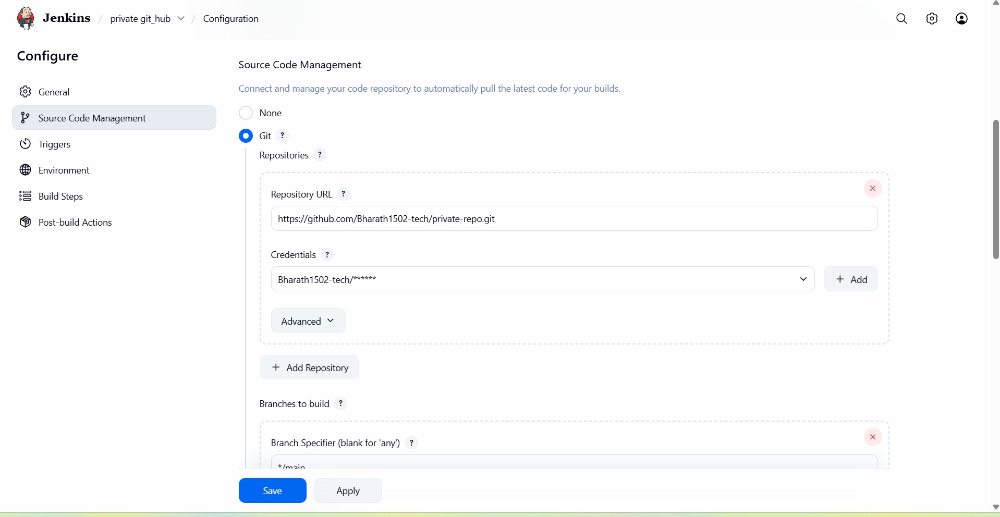 Jenkins / private git_hub / Configuration
Configure
General
Source Code Management
Triggers
Environment
Build Steps
Post-build Actions
Source Code Management
Connect and manage your code repository to automatically pull the latest code for your builds.
None
Git ?
Repositories ?
Repository URL ?
https://github.com/Bharath1502-tech/private-repo.git
Credentials ?
Bharath1502-tech/******
+ Add
Advanced
+ Add Repository
Branches to build ?
Branch Specifier (blank for 'any') ?
*/main
Save
Apply